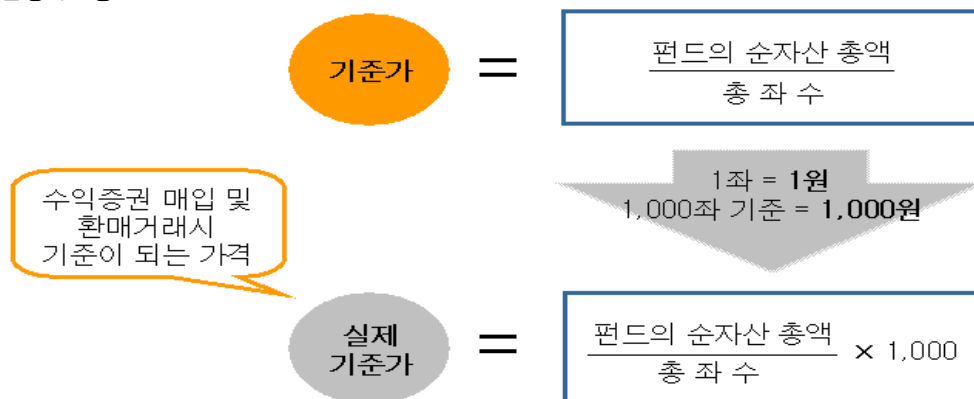 기준가 = 펀드의 순자산 총액
총 좌 수
1좌 = 1원
1,000좌 기준 = 1,000원
수익증권 매입 및
환매거래시
기준이 되는 가격
실제
기준가 = 펀드의 순자산 총액 × 1,000
총 좌 수